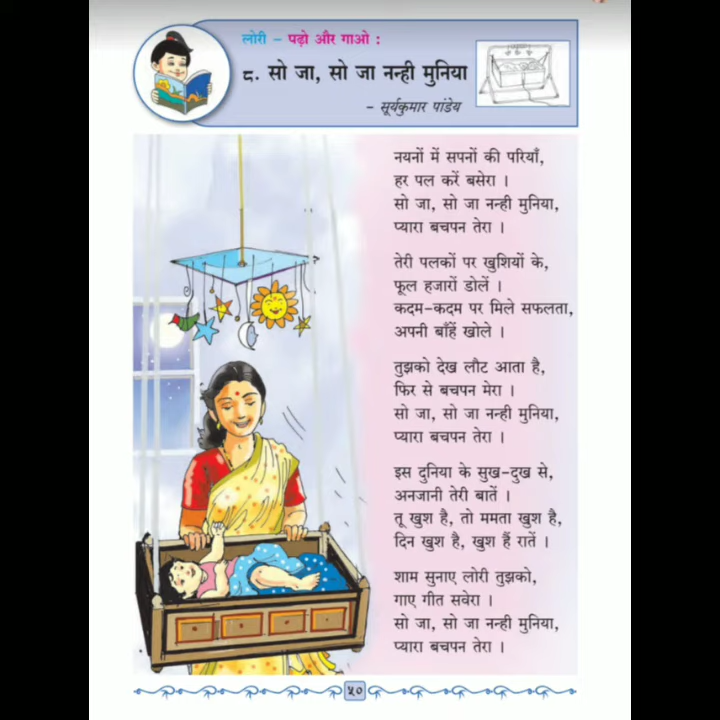 लोरी – पढ़ो और गाओ :
८. सो जा, सो जा नन्ही मुनिया
– सूर्यकुमार पांडेय
नयनों में सपनों की परियाँ,
हर पल करें बसेरा ।
सो जा, सो जा नन्ही मुनिया,
प्यारा बचपन तेरा ।
तेरी पलकों पर खुशियों के,
फूल हजारों डोलें ।
कदम-कदम पर मिले सफलता,
अपनी बाँहें खोले ।
तुझको देख लौट आता है,
फिर से बचपन मेरा ।
सो जा, सो जा नन्ही मुनिया,
प्यारा बचपन तेरा ।
इस दुनिया के सुख-दुख से,
अनजानी तेरी बातें ।
तू खुश है, तो ममता खुश है,
दिन खुश है, खुश हैं रातें ।
शाम सुनाए लोरी तुझको,
गाए गीत सवेरा ।
सो जा, सो जा नन्ही मुनिया,
प्यारा बचपन तेरा ।
५०